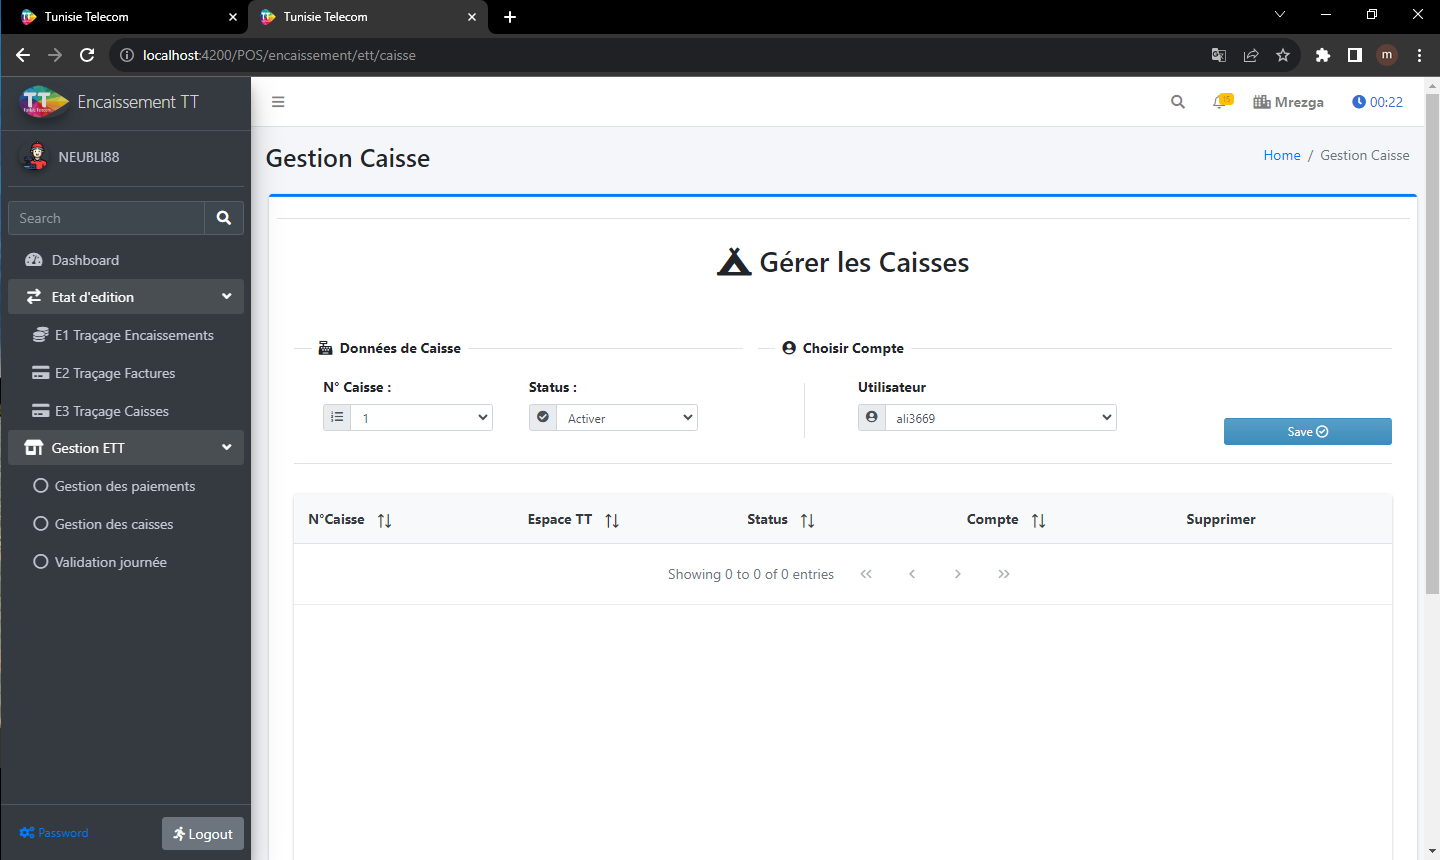 Tunisie Telecom
Tunisie Telecom
localhost:4200/POS/encaissement/ett/caisse
m
TT
Encaissement TT
Mrezga
00:22
NEUBLI88
Gestion Caisse
Home / Gestion Caisse
Search
Dashboard
Etat d'edition
E1 Traçage Encaissements
E2 Traçage Factures
E3 Traçage Caisses
Gestion ETT
Gestion des paiements
Gestion des caisses
Validation journée
Password
Logout
Gérer les Caisses
Données de Caisse
Choisir Compte
N° Caisse :
Status :
Utilisateur
1
Activer
ali3669
Save
N°Caisse
Espace TT
Status
Compte
Supprimer
Showing 0 to 0 of 0 entries